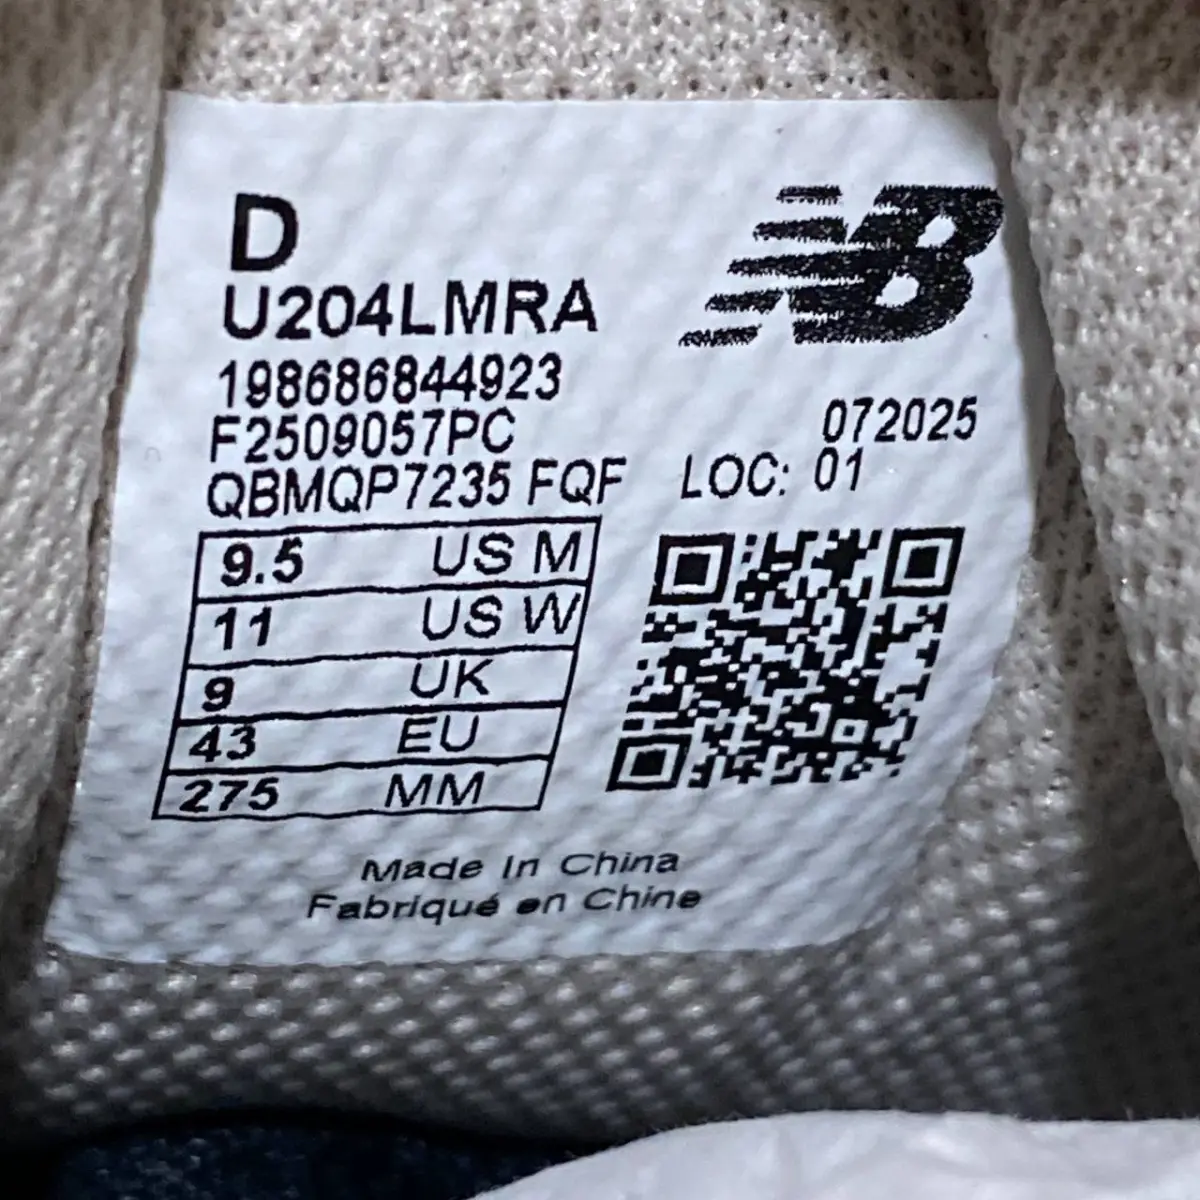 D
NB
U204LMRA
198686844923
F2509057PC 072025
QBMQP7235 FQF LOC: 01
9.5 US M
11 US W
9 UK
43 EU
275 MM
Made In China
Fabriqué en Chine